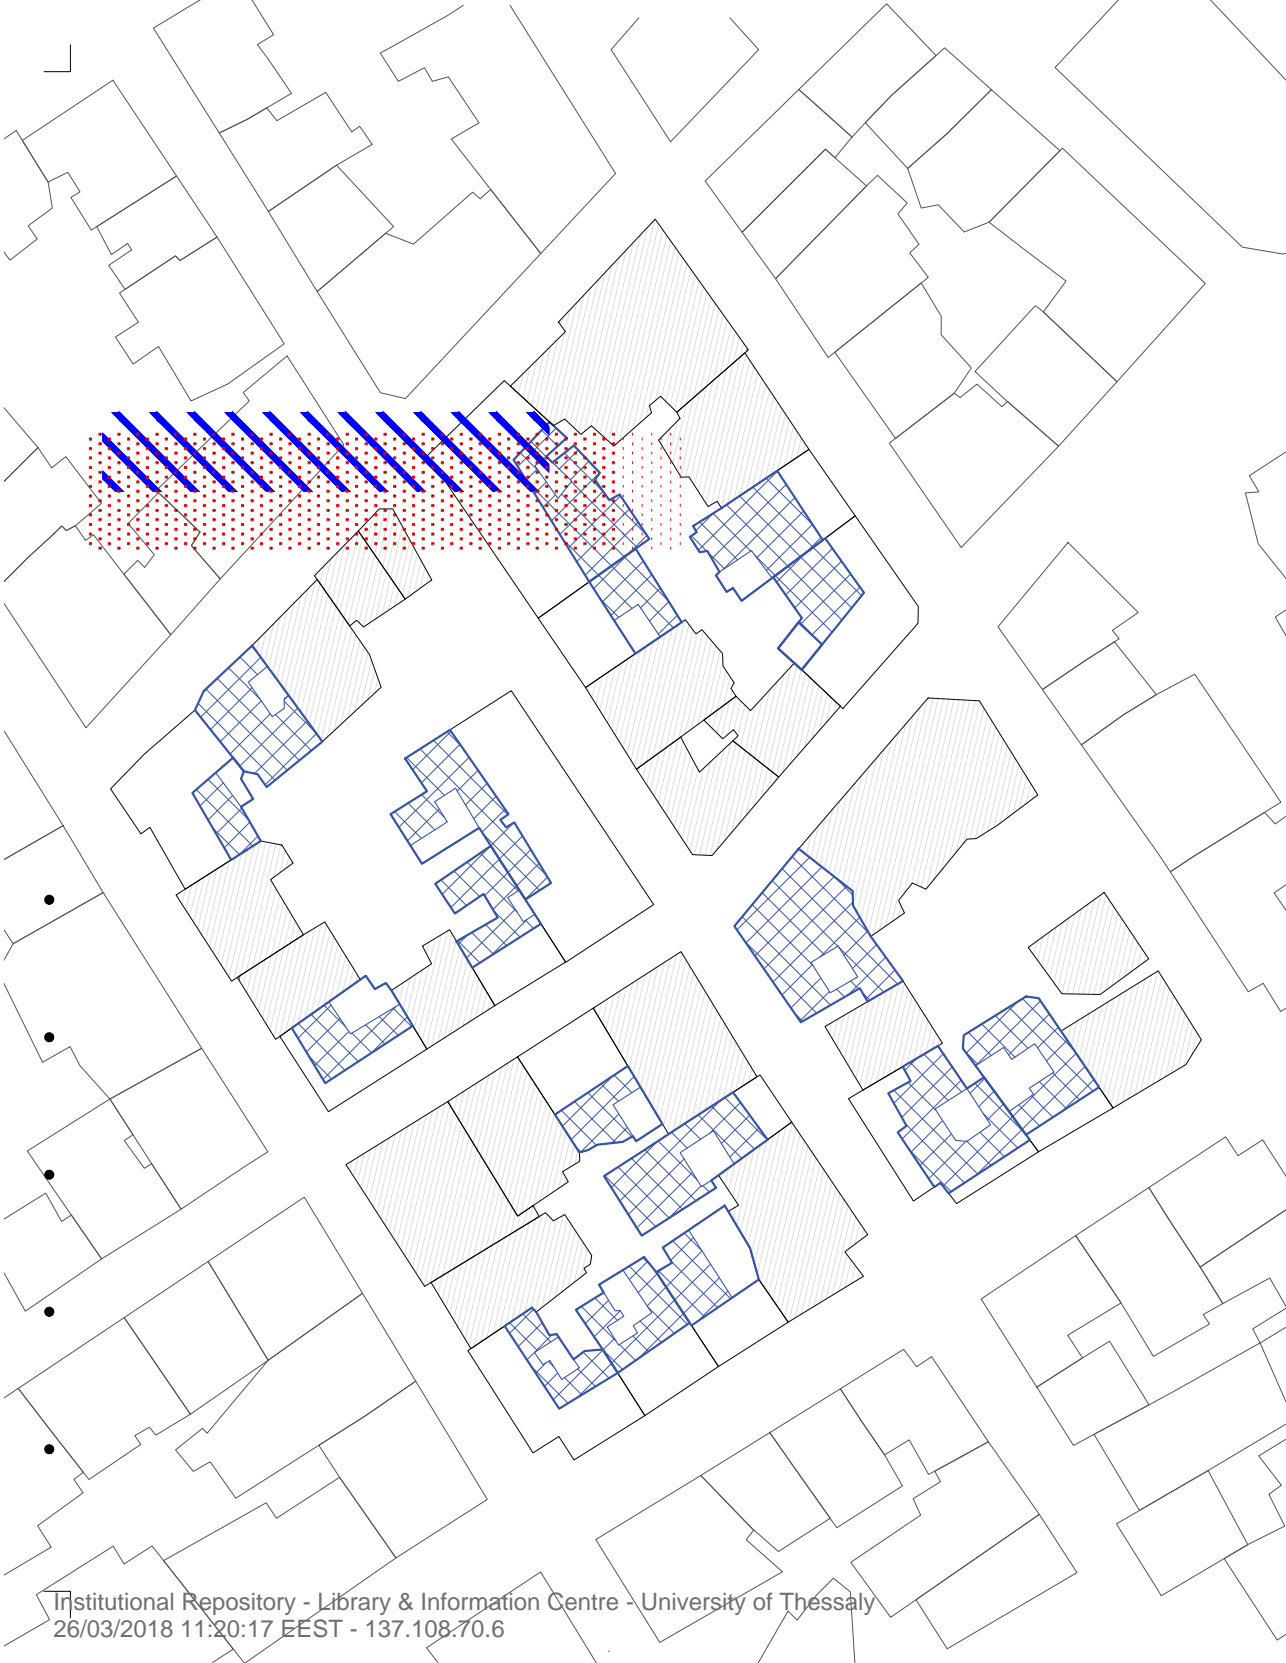 Institutional Repository - Library & Information Centre - University of Thessaly
26/03/2018 11:20:17 EEST - 137.108.70.6